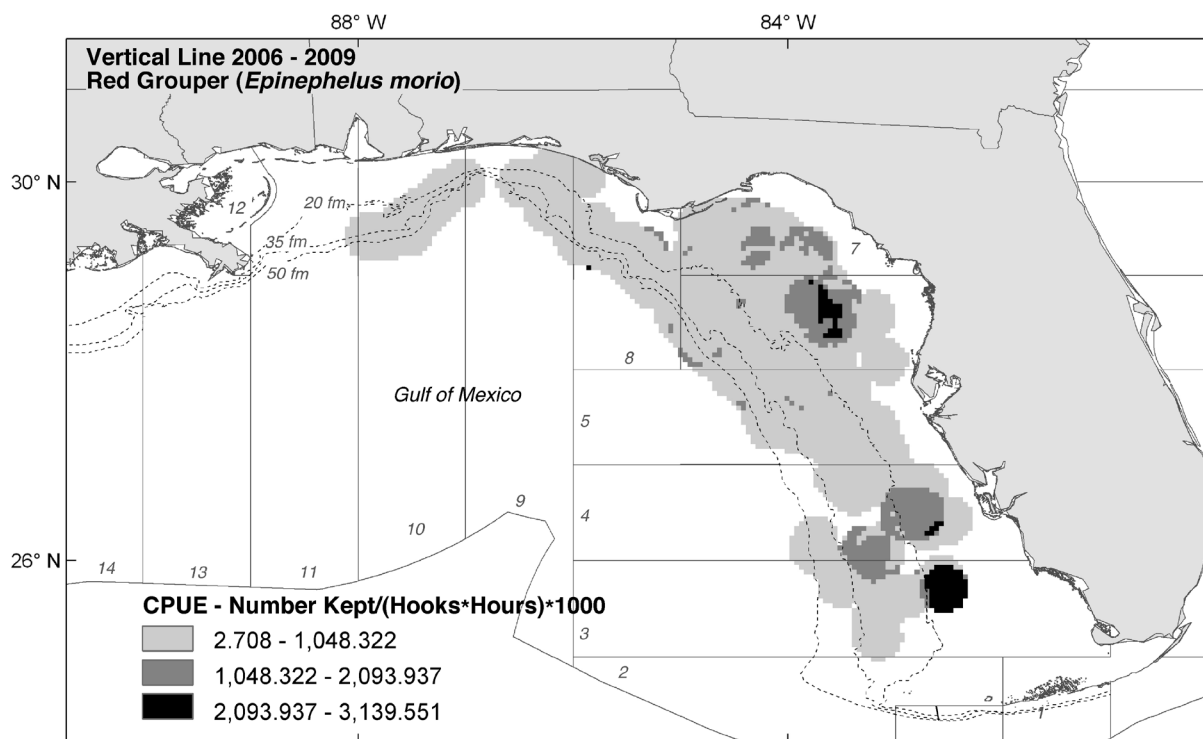 88° W
84° W
Vertical Line 2006 - 2009
Red Grouper (Epinephelus morio)
30° N
12
20 fm
35 fm
50 fm
7
8
Gulf of Mexico
5
9
4
10
26° N
14
13
11
CPUE - Number Kept/(Hooks*Hours)*1000
2.708 - 1,048.322
3
1,048.322 - 2,093.937
2
2,093.937 - 3,139.551
1